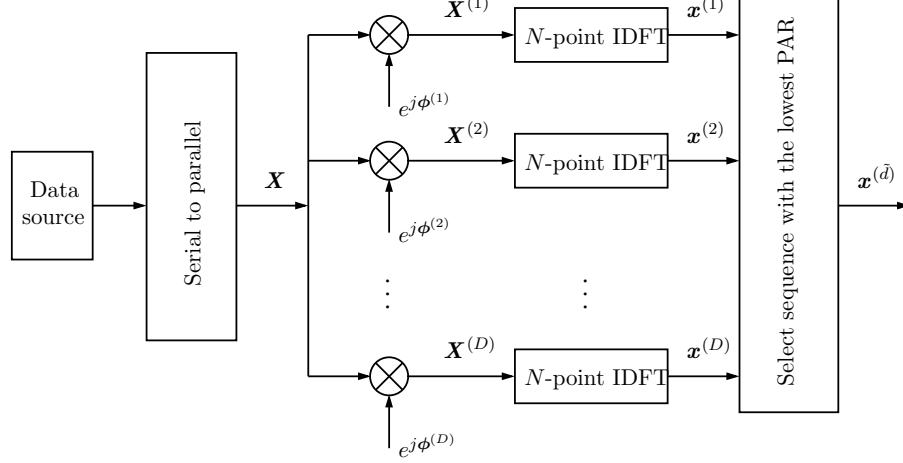 Data
source
Serial to parallel
X
X^{(1)}
N-point IDFT
x^{(1)}
e^{jϕ^{(1)}}
X^{(2)}
N-point IDFT
x^{(2)}
e^{jϕ^{(2)}}
X^{(D)}
N-point IDFT
x^{(D)}
e^{jϕ^{(D)}}
Select sequence with the lowest PAR
x^{(\tilde{d})}